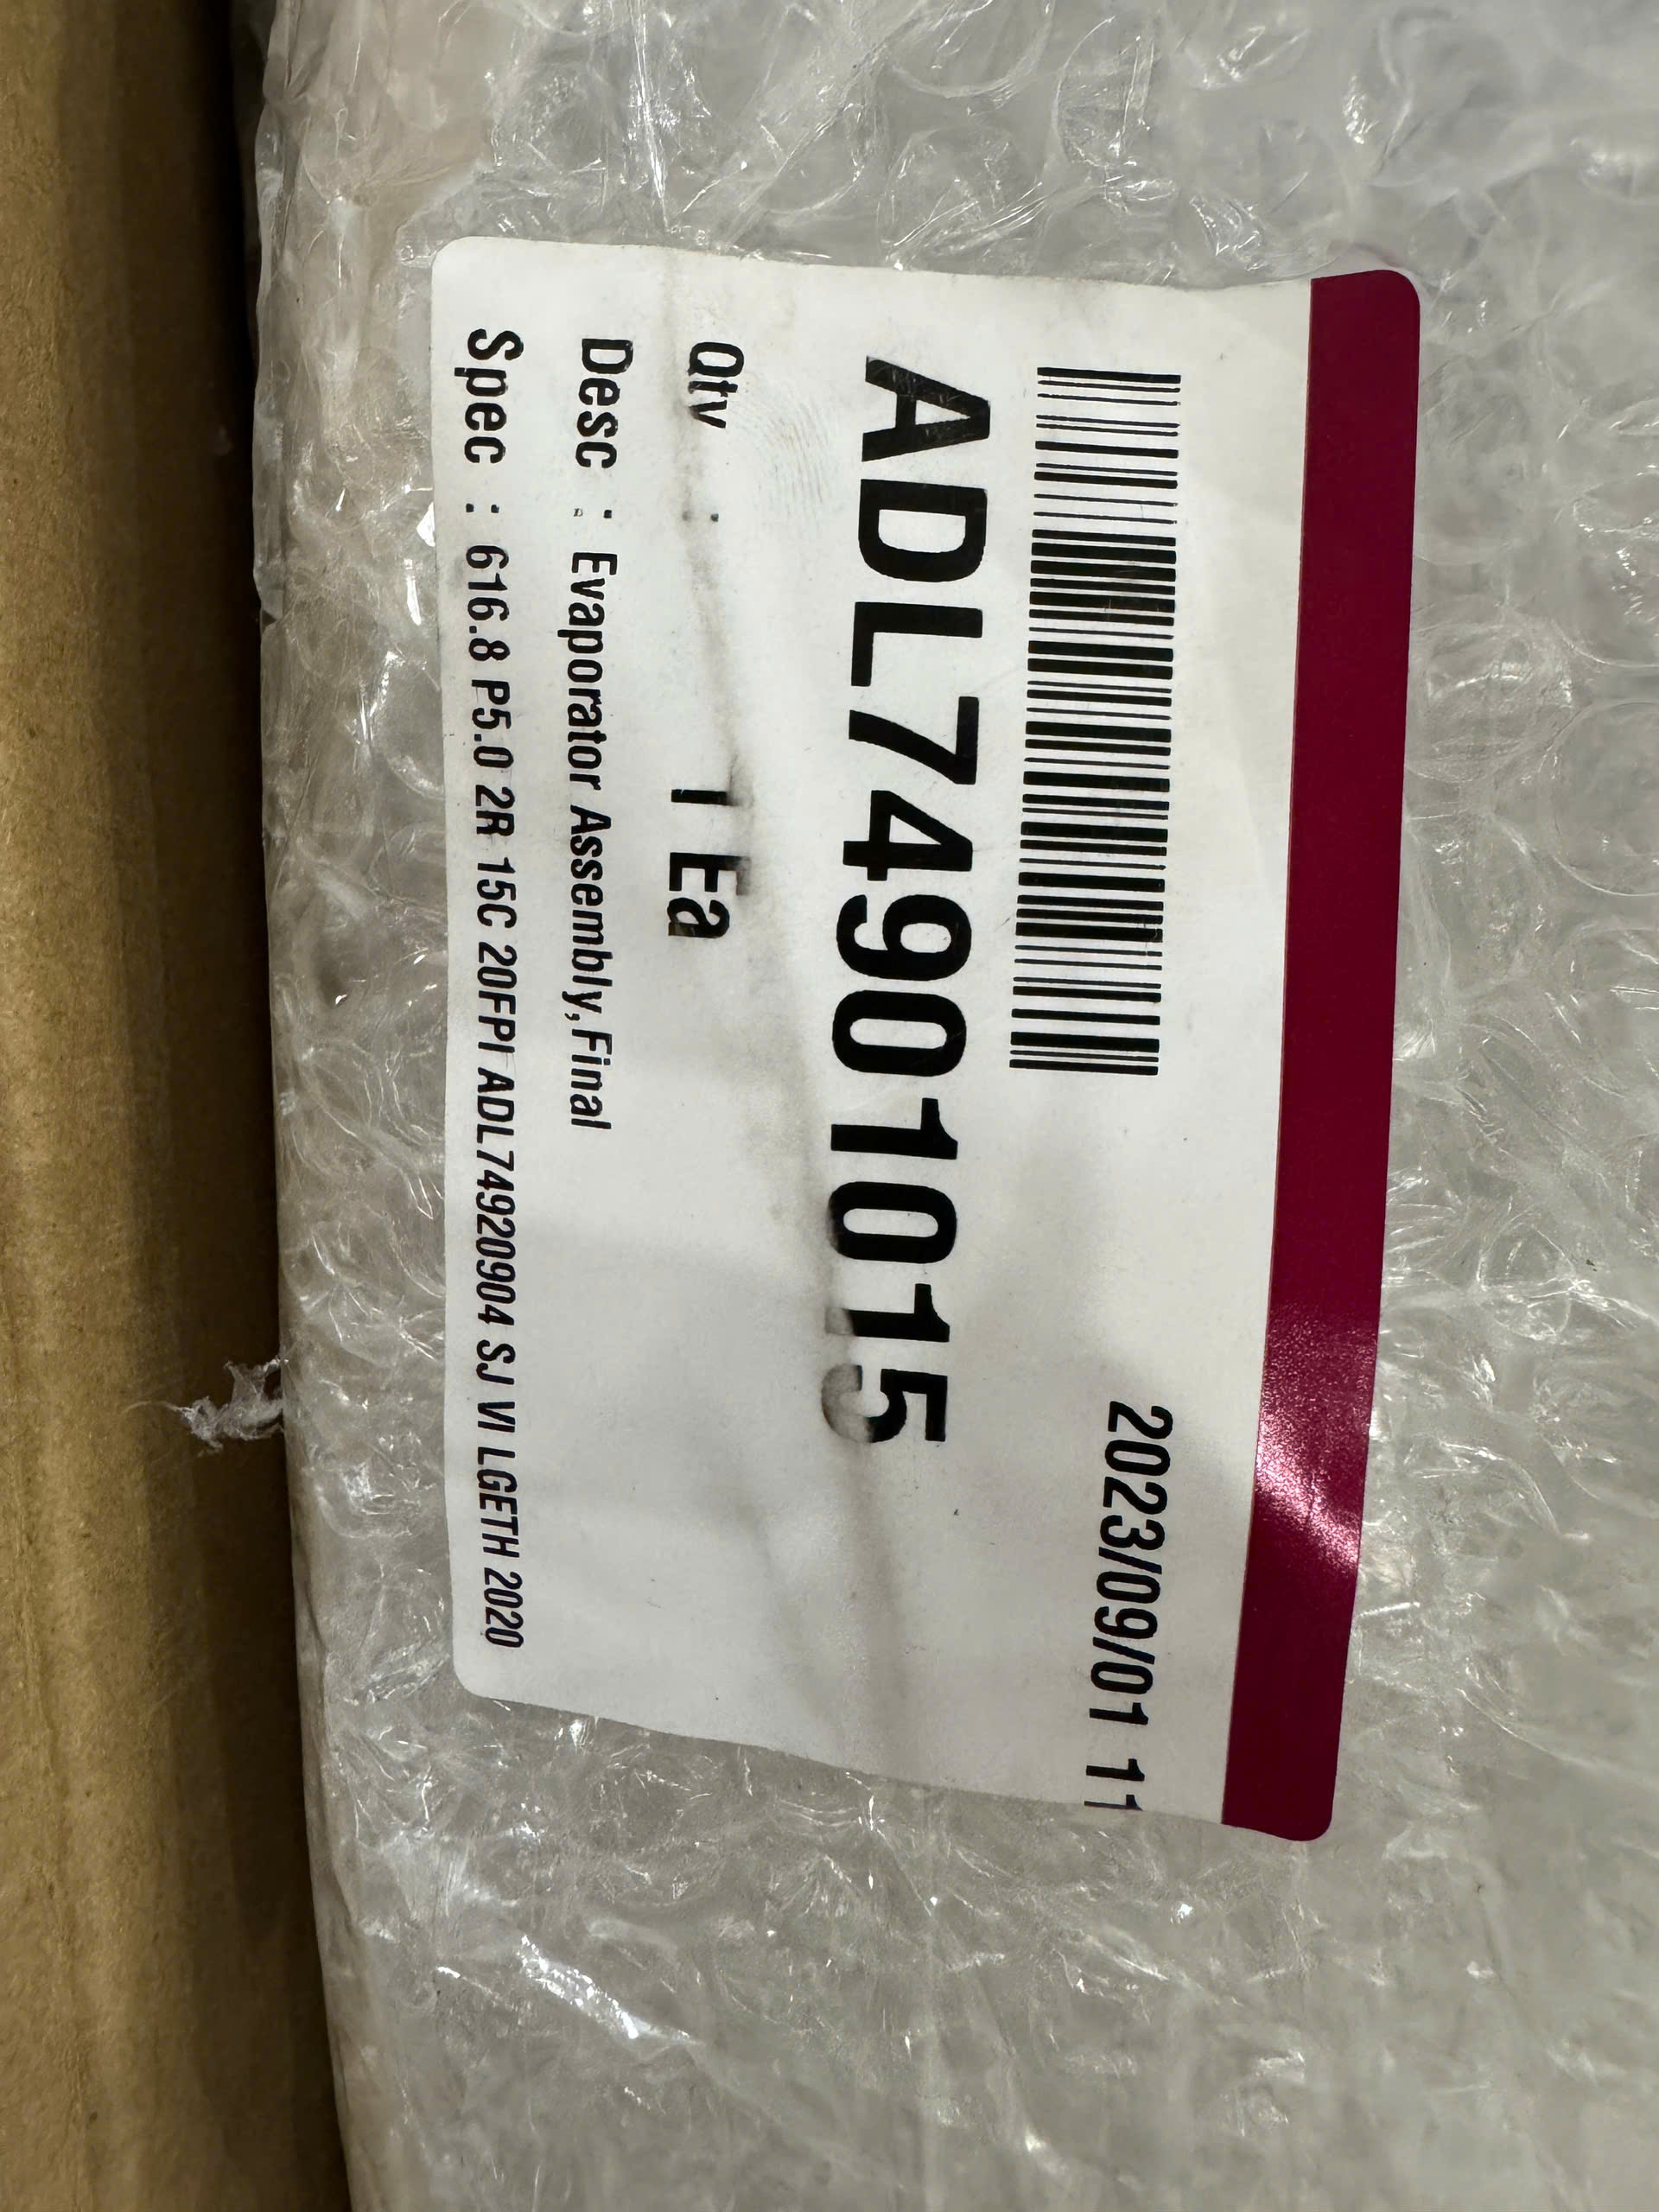 2023/09/01 11
ADL74901015
Qty : 1 Ea
Desc : Evaporator Assembly,Final
Spec : 616.8 P5.0 2R 15C 20FPI ADL74920904 SJ VI LGETH 2020